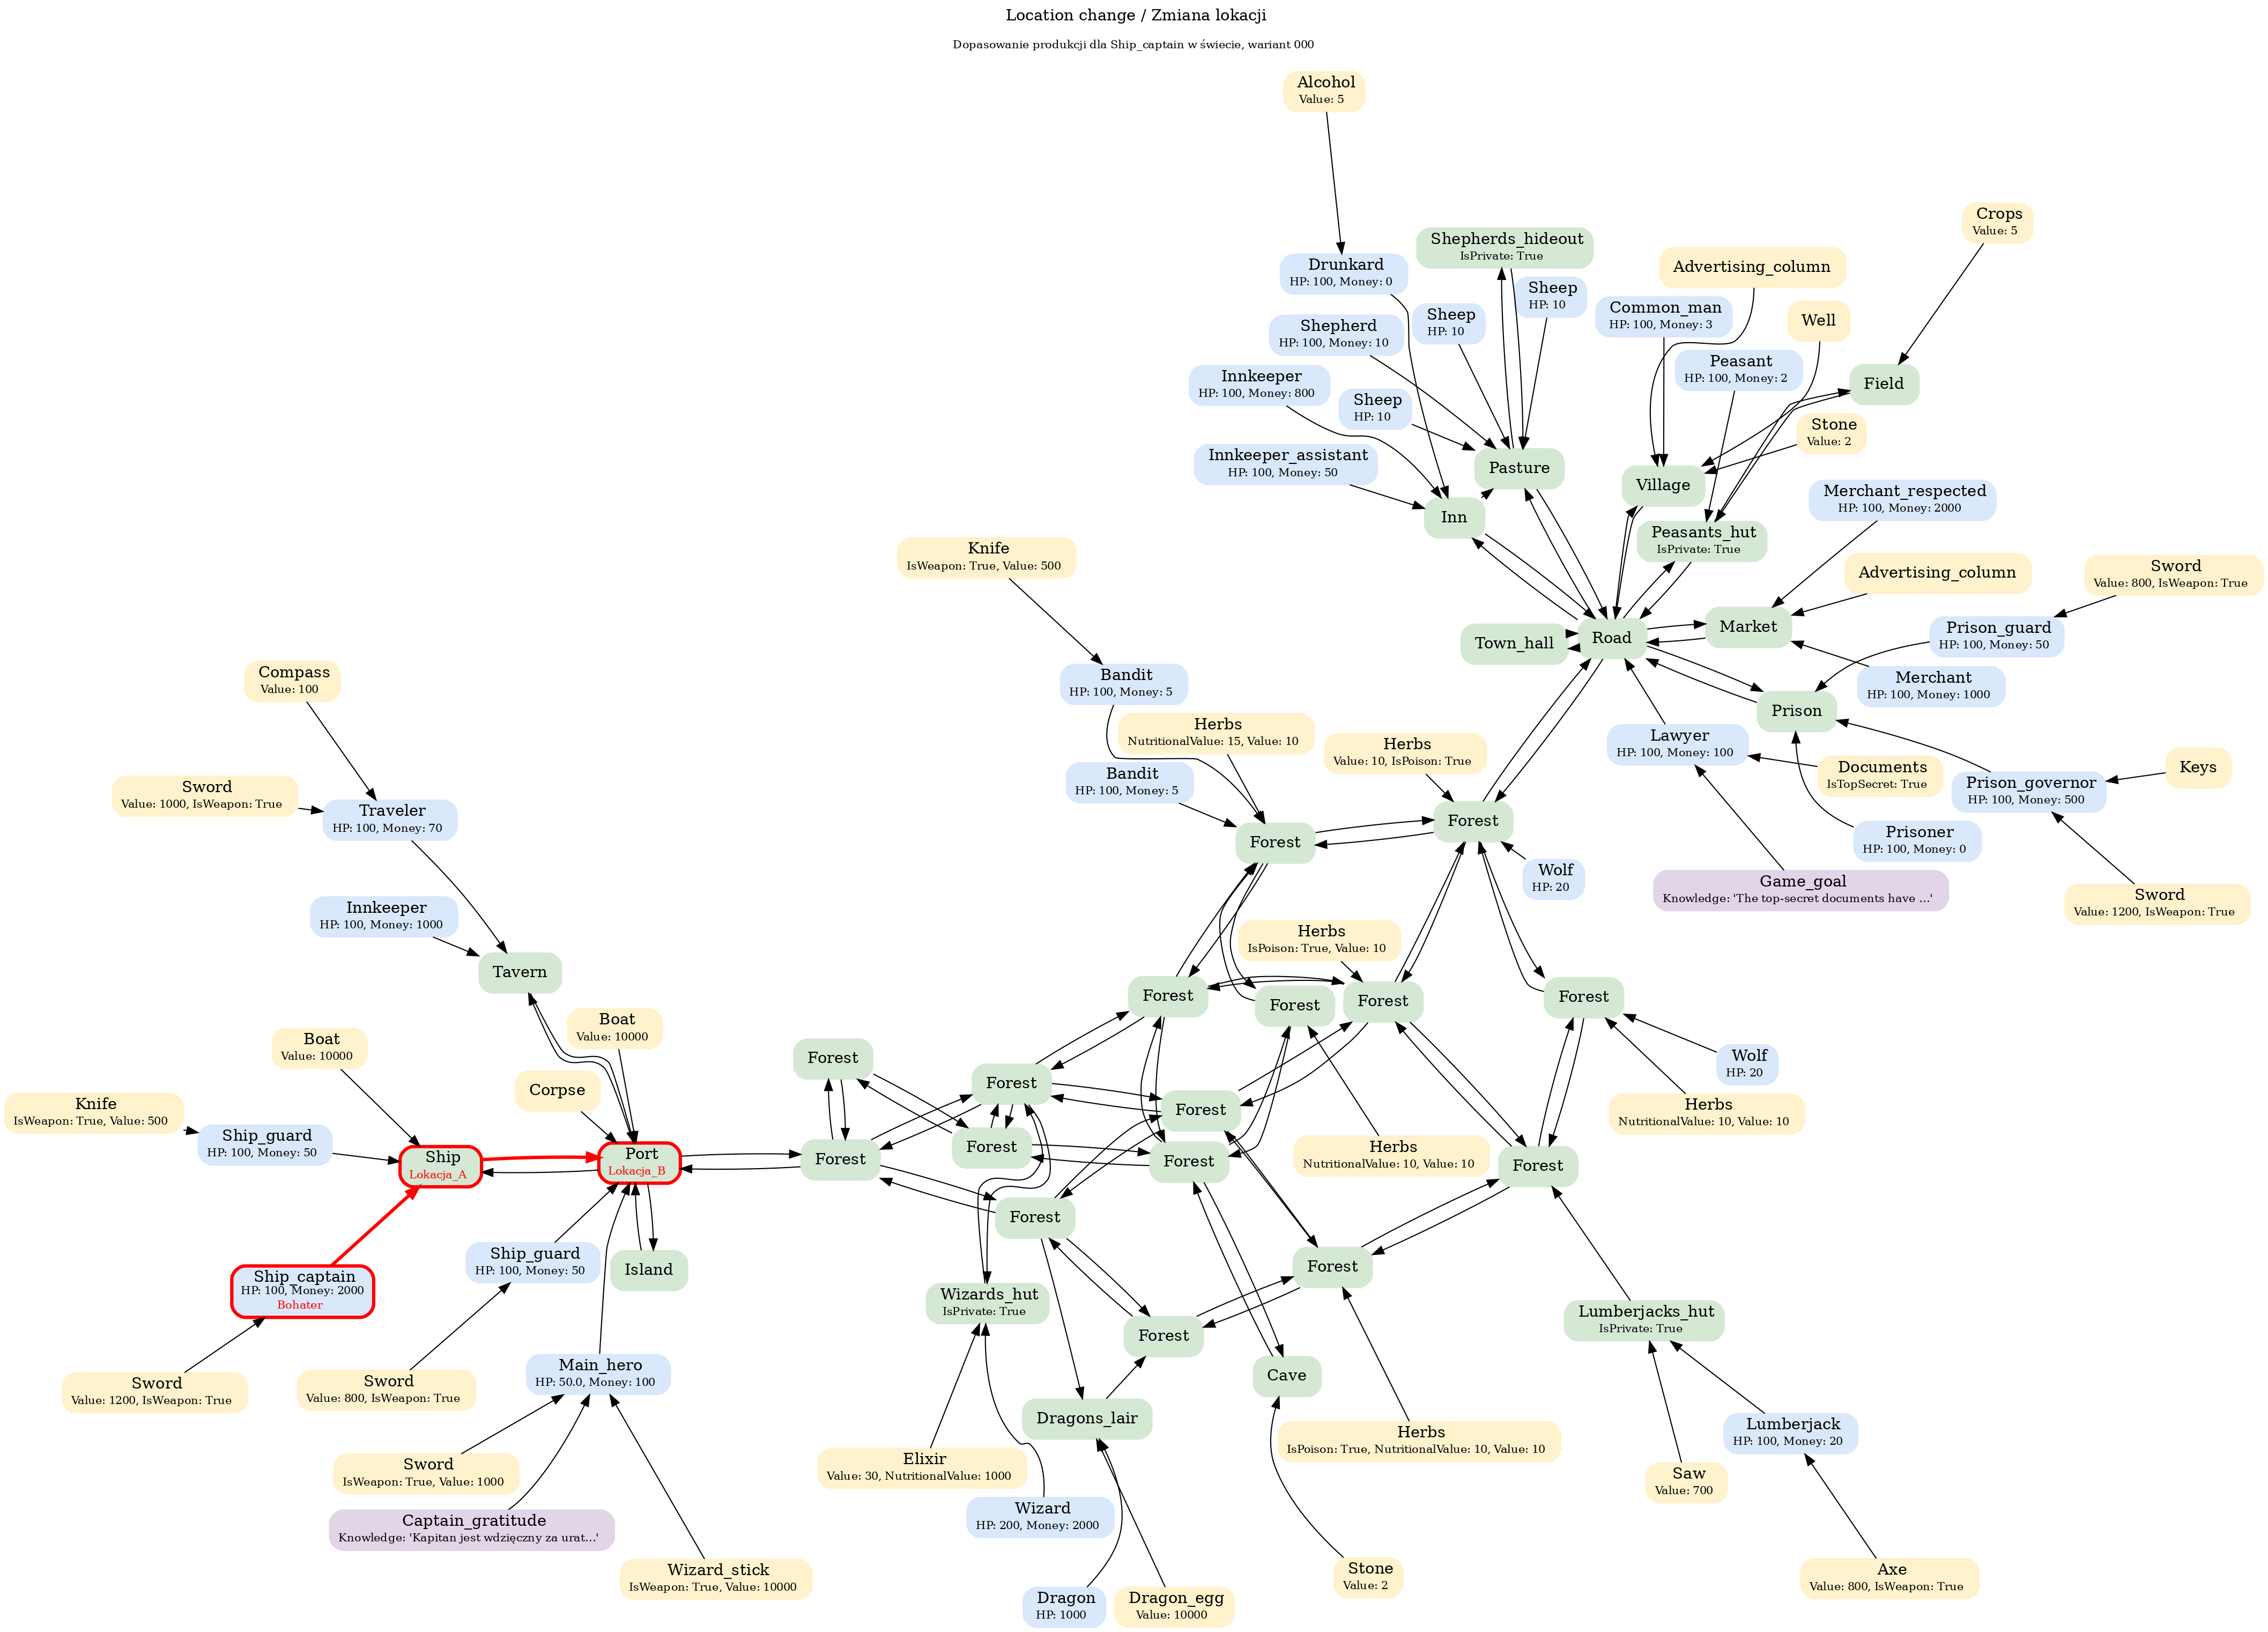 Location change / Zmiana lokacji
Dopasowanie produkcji dla Ship_captain w świecie, wariant 000
Alcohol
Value: 5
Crops
Value: 5
Shepherds_hideout
IsPrivate: True
Advertising_column
Drunkard
HP: 100, Money: 0
Sheep
HP: 10
Common_man
HP: 100, Money: 3
Well
Sheep
HP: 10
Shepherd
HP: 100, Money: 10
Peasant
HP: 100, Money: 2
Field
Innkeeper
HP: 100, Money: 800
Sheep
HP: 10
Stone
Value: 2
Innkeeper_assistant
HP: 100, Money: 50
Pasture
Village
Merchant_respected
HP: 100, Money: 2000
Inn
Peasants_hut
IsPrivate: True
Knife
IsWeapon: True, Value: 500
Advertising_column
Sword
Value: 800, IsWeapon: True
Market
Town_hall
Road
Prison_guard
HP: 100, Money: 50
Compass
Value: 100
Bandit
HP: 100, Money: 5
Merchant
HP: 100, Money: 1000
Prison
Herbs
NutritionalValue: 15, Value: 10
Herbs
Value: 10, IsPoison: True
Lawyer
HP: 100, Money: 100
Documents
IsTopSecret: True
Keys
Bandit
HP: 100, Money: 5
Prison_governor
HP: 100, Money: 500
Sword
Value: 1000, IsWeapon: True
Traveler
HP: 100, Money: 70
Forest
Forest
Prisoner
HP: 100, Money: 0
Wolf
HP: 20
Game_goal
Knowledge: 'The top-secret documents have ...'
Sword
Value: 1200, IsWeapon: True
Innkeeper
HP: 100, Money: 1000
Herbs
IsPoison: True, Value: 10
Tavern
Forest
Forest
Forest
Forest
Boat
Value: 10000
Boat
Value: 10000
Forest
Wolf
HP: 20
Corpse
Forest
Forest
Herbs
NutritionalValue: 10, Value: 10
Knife
IsWeapon: True, Value: 500
Ship_guard
HP: 100, Money: 50
Forest
Herbs
NutritionalValue: 10, Value: 10
Ship
Lokacja_A
Port
Lokacja_B
Forest
Forest
Forest
Forest
Ship_guard
HP: 100, Money: 50
Island
Forest
Ship_captain
HP: 100, Money: 2000
Bohater
Wizards_hut
IsPrivate: True
Lumberjacks_hut
IsPrivate: True
Forest
Main_hero
HP: 50.0, Money: 100
Cave
Sword
Value: 1200, IsWeapon: True
Sword
Value: 800, IsWeapon: True
Dragons_lair
Lumberjack
HP: 100, Money: 20
Herbs
IsPoison: True, NutritionalValue: 10, Value: 10
Sword
IsWeapon: True, Value: 1000
Elixir
Value: 30, NutritionalValue: 1000
Saw
Value: 700
Captain_gratitude
Knowledge: 'Kapitan jest wdzięczny za urat...'
Wizard
HP: 200, Money: 2000
Wizard_stick
IsWeapon: True, Value: 10000
Stone
Value: 2
Axe
Value: 800, IsWeapon: True
Dragon
HP: 1000
Dragon_egg
Value: 10000